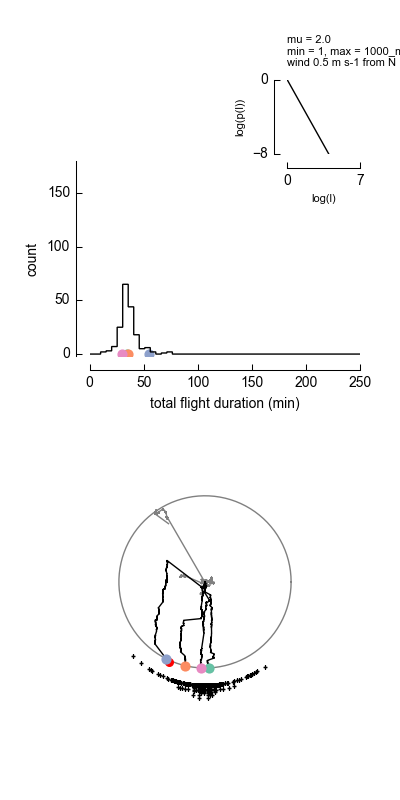 mu = 2.0
min = 1, max = 1000_m
wind 0.5 m s-1 from N
0
log(p(l))
−8
0 7
log(l)
150
100
count
50
0
0 50 100 150 200 250
total flight duration (min)